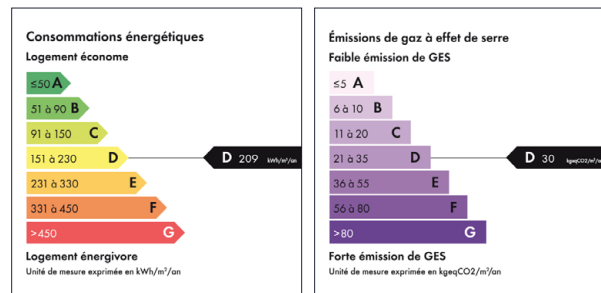 Consommations énergétiques
Logement économe
≤50 A
51 à 90 B
91 à 150 C
151 à 230 D
D 209 kWh/m²/an
231 à 330 E
331 à 450 F
>450 G
Logement énergivore
Unité de mesure exprimée en kWh/m²/an
Émissions de gaz à effet de serre
Faible émission de GES
≤5 A
6 à 10 B
11 à 20 C
21 à 35 D
D 30 kgeqCO2/m²/an
36 à 55 E
56 à 80 F
>80 G
Forte émission de GES
Unité de mesure exprimée en kgeqCO2/m²/an